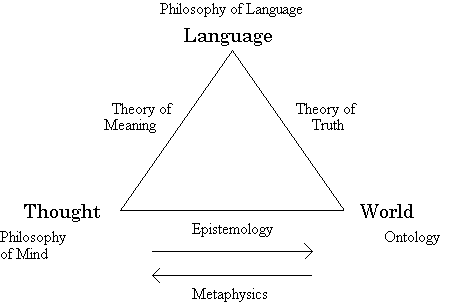 Philosophy of Language
Language
Theory of
Meaning
Theory of
Truth
Thought
World
Philosophy
of Mind
Epistemology
Ontology
Metaphysics